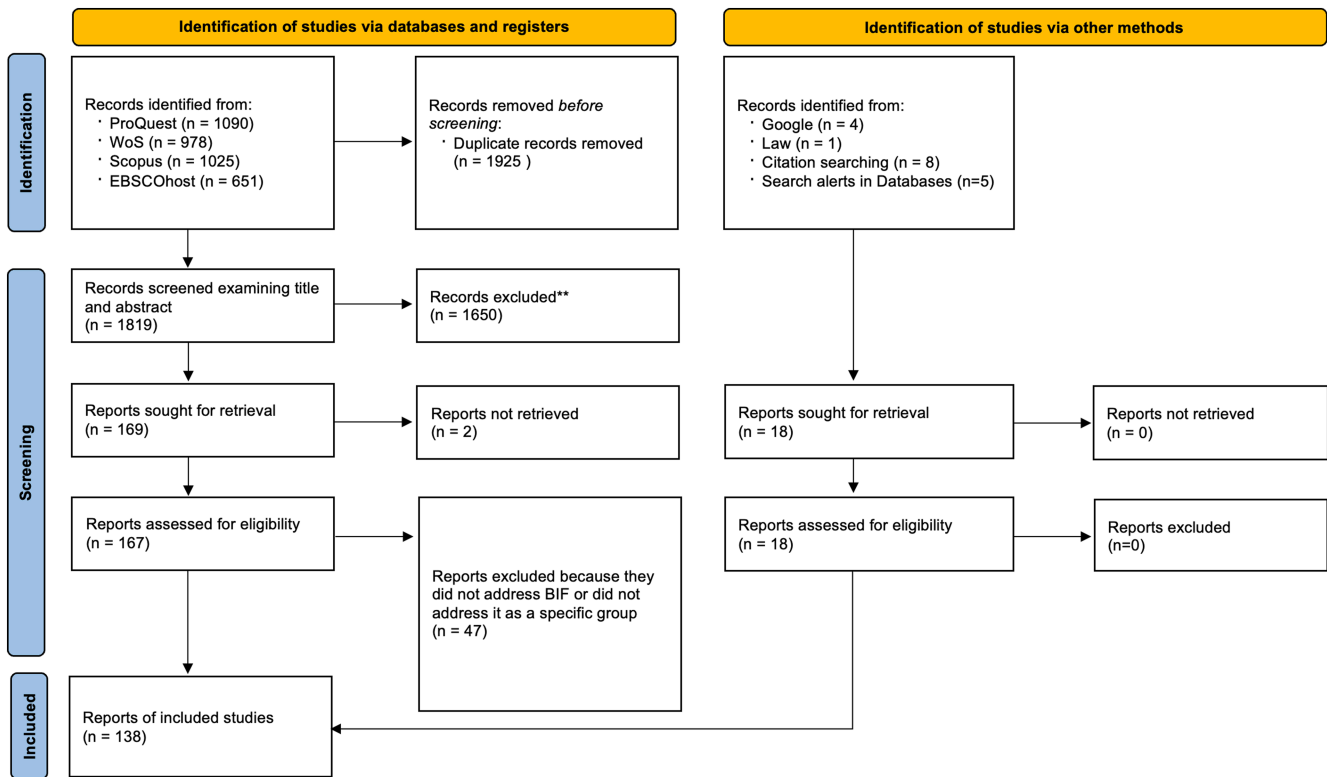 Identification of studies via databases and registers
Identification of studies via other methods
Identification
Records identified from:
· ProQuest (n = 1090)
· WoS (n = 978)
· Scopus (n = 1025)
· EBSCOhost (n = 651)
Records removed before
screening:
· Duplicate records removed
(n = 1925 )
Records identified from:
· Google (n = 4)
· Law (n = 1)
· Citation searching (n = 8)
· Search alerts in Databases (n=5)
Screening
Records screened examining title
and abstract
(n = 1819)
Records excluded**
(n = 1650)
Reports sought for retrieval
(n = 169)
Reports not retrieved
(n = 2)
Reports sought for retrieval
(n = 18)
Reports not retrieved
(n = 0)
Reports assessed for eligibility
(n = 167)
Reports excluded because they
did not address BIF or did not
address it as a specific group
(n = 47)
Reports assessed for eligibility
(n = 18)
Reports excluded
(n=0)
Included
Reports of included studies
(n = 138)